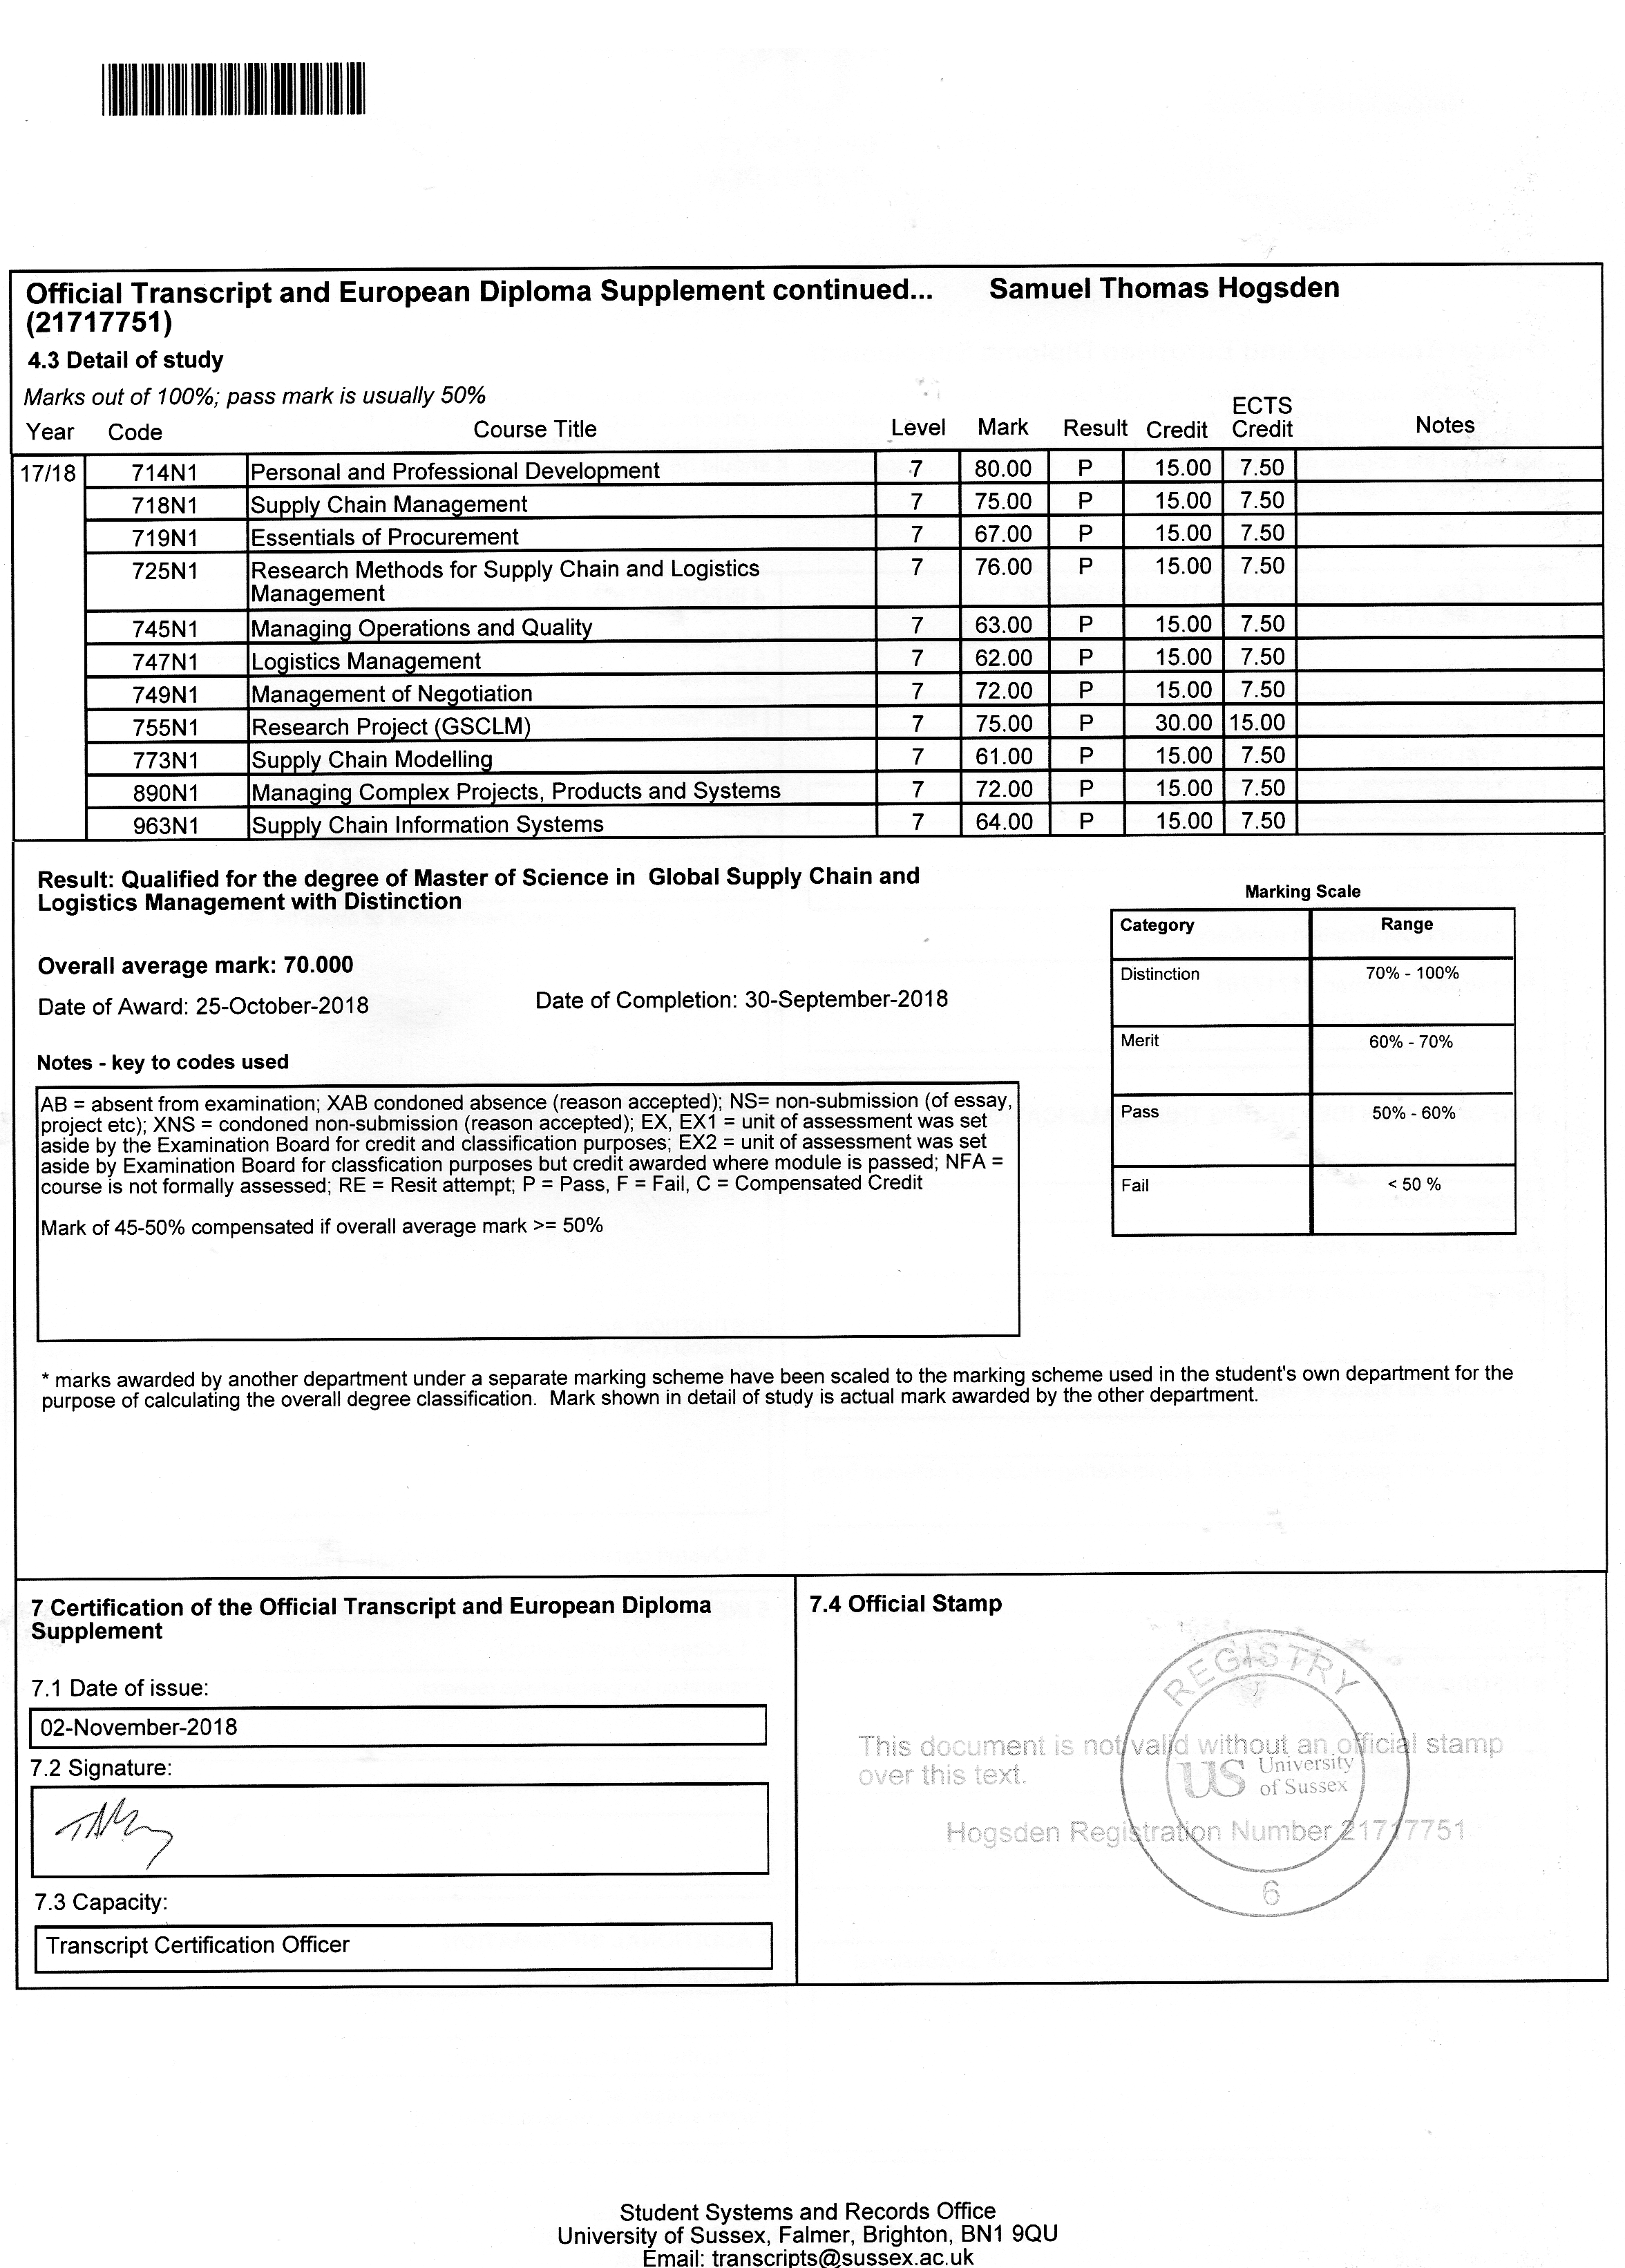 Official Transcript and European Diploma Supplement continued... Samuel Thomas Hogsden
(21717751)
4.3 Detail of study
Marks out of 100%; pass mark is usually 50%
Year Code Course Title Level Mark Result Credit ECTS Credit Notes
17/18 714N1 Personal and Professional Development 7 80.00 P 15.00 7.50
718N1 Supply Chain Management 7 75.00 P 15.00 7.50
719N1 Essentials of Procurement 7 67.00 P 15.00 7.50
725N1 Research Methods for Supply Chain and Logistics 7 76.00 P 15.00 7.50
Management
745N1 Managing Operations and Quality 7 63.00 P 15.00 7.50
747N1 Logistics Management 7 62.00 P 15.00 7.50
749N1 Management of Negotiation 7 72.00 P 15.00 7.50
755N1 Research Project (GSCLM) 7 75.00 P 30.00 15.00
773N1 Supply Chain Modelling 7 61.00 P 15.00 7.50
890N1 Managing Complex Projects, Products and Systems 7 72.00 P 15.00 7.50
963N1 Supply Chain Information Systems 7 64.00 P 15.00 7.50
Result: Qualified for the degree of Master of Science in Global Supply Chain and
Logistics Management with Distinction
Overall average mark: 70.000
Date of Award: 25-October-2018 Date of Completion: 30-September-2018
Marking Scale
Category Range
Distinction 70% - 100%
Merit 60% - 70%
Pass 50% - 60%
Fail < 50 %
Notes - key to codes used
AB = absent from examination; XAB condoned absence (reason accepted); NS= non-submission (of essay,
project etc); XNS = condoned non-submission (reason accepted); EX, EX1 = unit of assessment was set
aside by the Examination Board for credit and classification purposes; EX2 = unit of assessment was set
aside by Examination Board for classfication purposes but credit awarded where module is passed; NFA =
course is not formally assessed; RE = Resit attempt; P = Pass, F = Fail, C = Compensated Credit
Mark of 45-50% compensated if overall average mark >= 50%
* marks awarded by another department under a separate marking scheme have been scaled to the marking scheme used in the student's own department for the
purpose of calculating the overall degree classification. Mark shown in detail of study is actual mark awarded by the other department.
7 Certification of the Official Transcript and European Diploma
Supplement
7.1 Date of issue:
02-November-2018
7.2 Signature:
7.3 Capacity:
Transcript Certification Officer
7.4 Official Stamp
REGISTRY
This document is not valid without an official stamp
over this text.
US University
of Sussex
Hogsden Registration Number 21717751
6
Student Systems and Records Office
University of Sussex, Falmer, Brighton, BN1 9QU
Email: transcripts@sussex.ac.uk